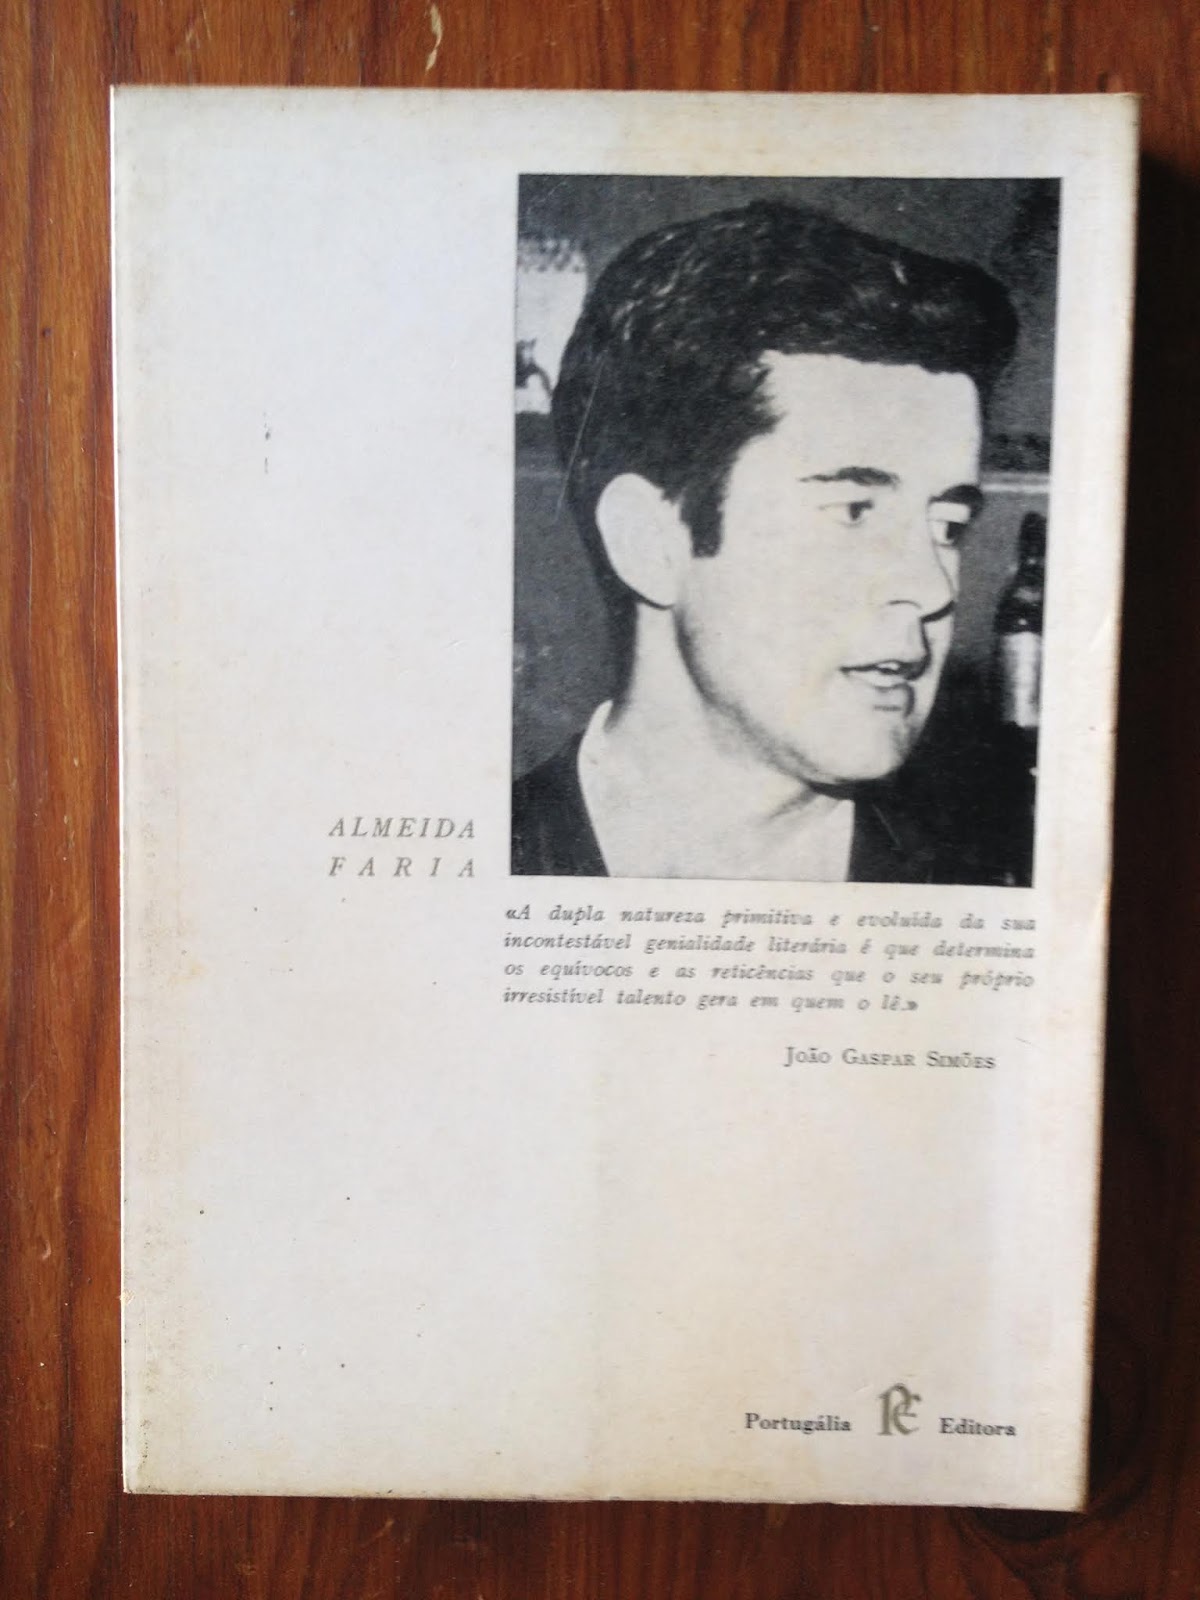 ALMEIDA
FARIA
«A dupla natureza primitiva e evoluída da sua
incontestável genialidade literária é que determina
os equívocos e as reticências que o seu próprio
irresistível talento gera em quem o lê.»
JOÃO GASPAR SIMÕES
Portugália PE Editora